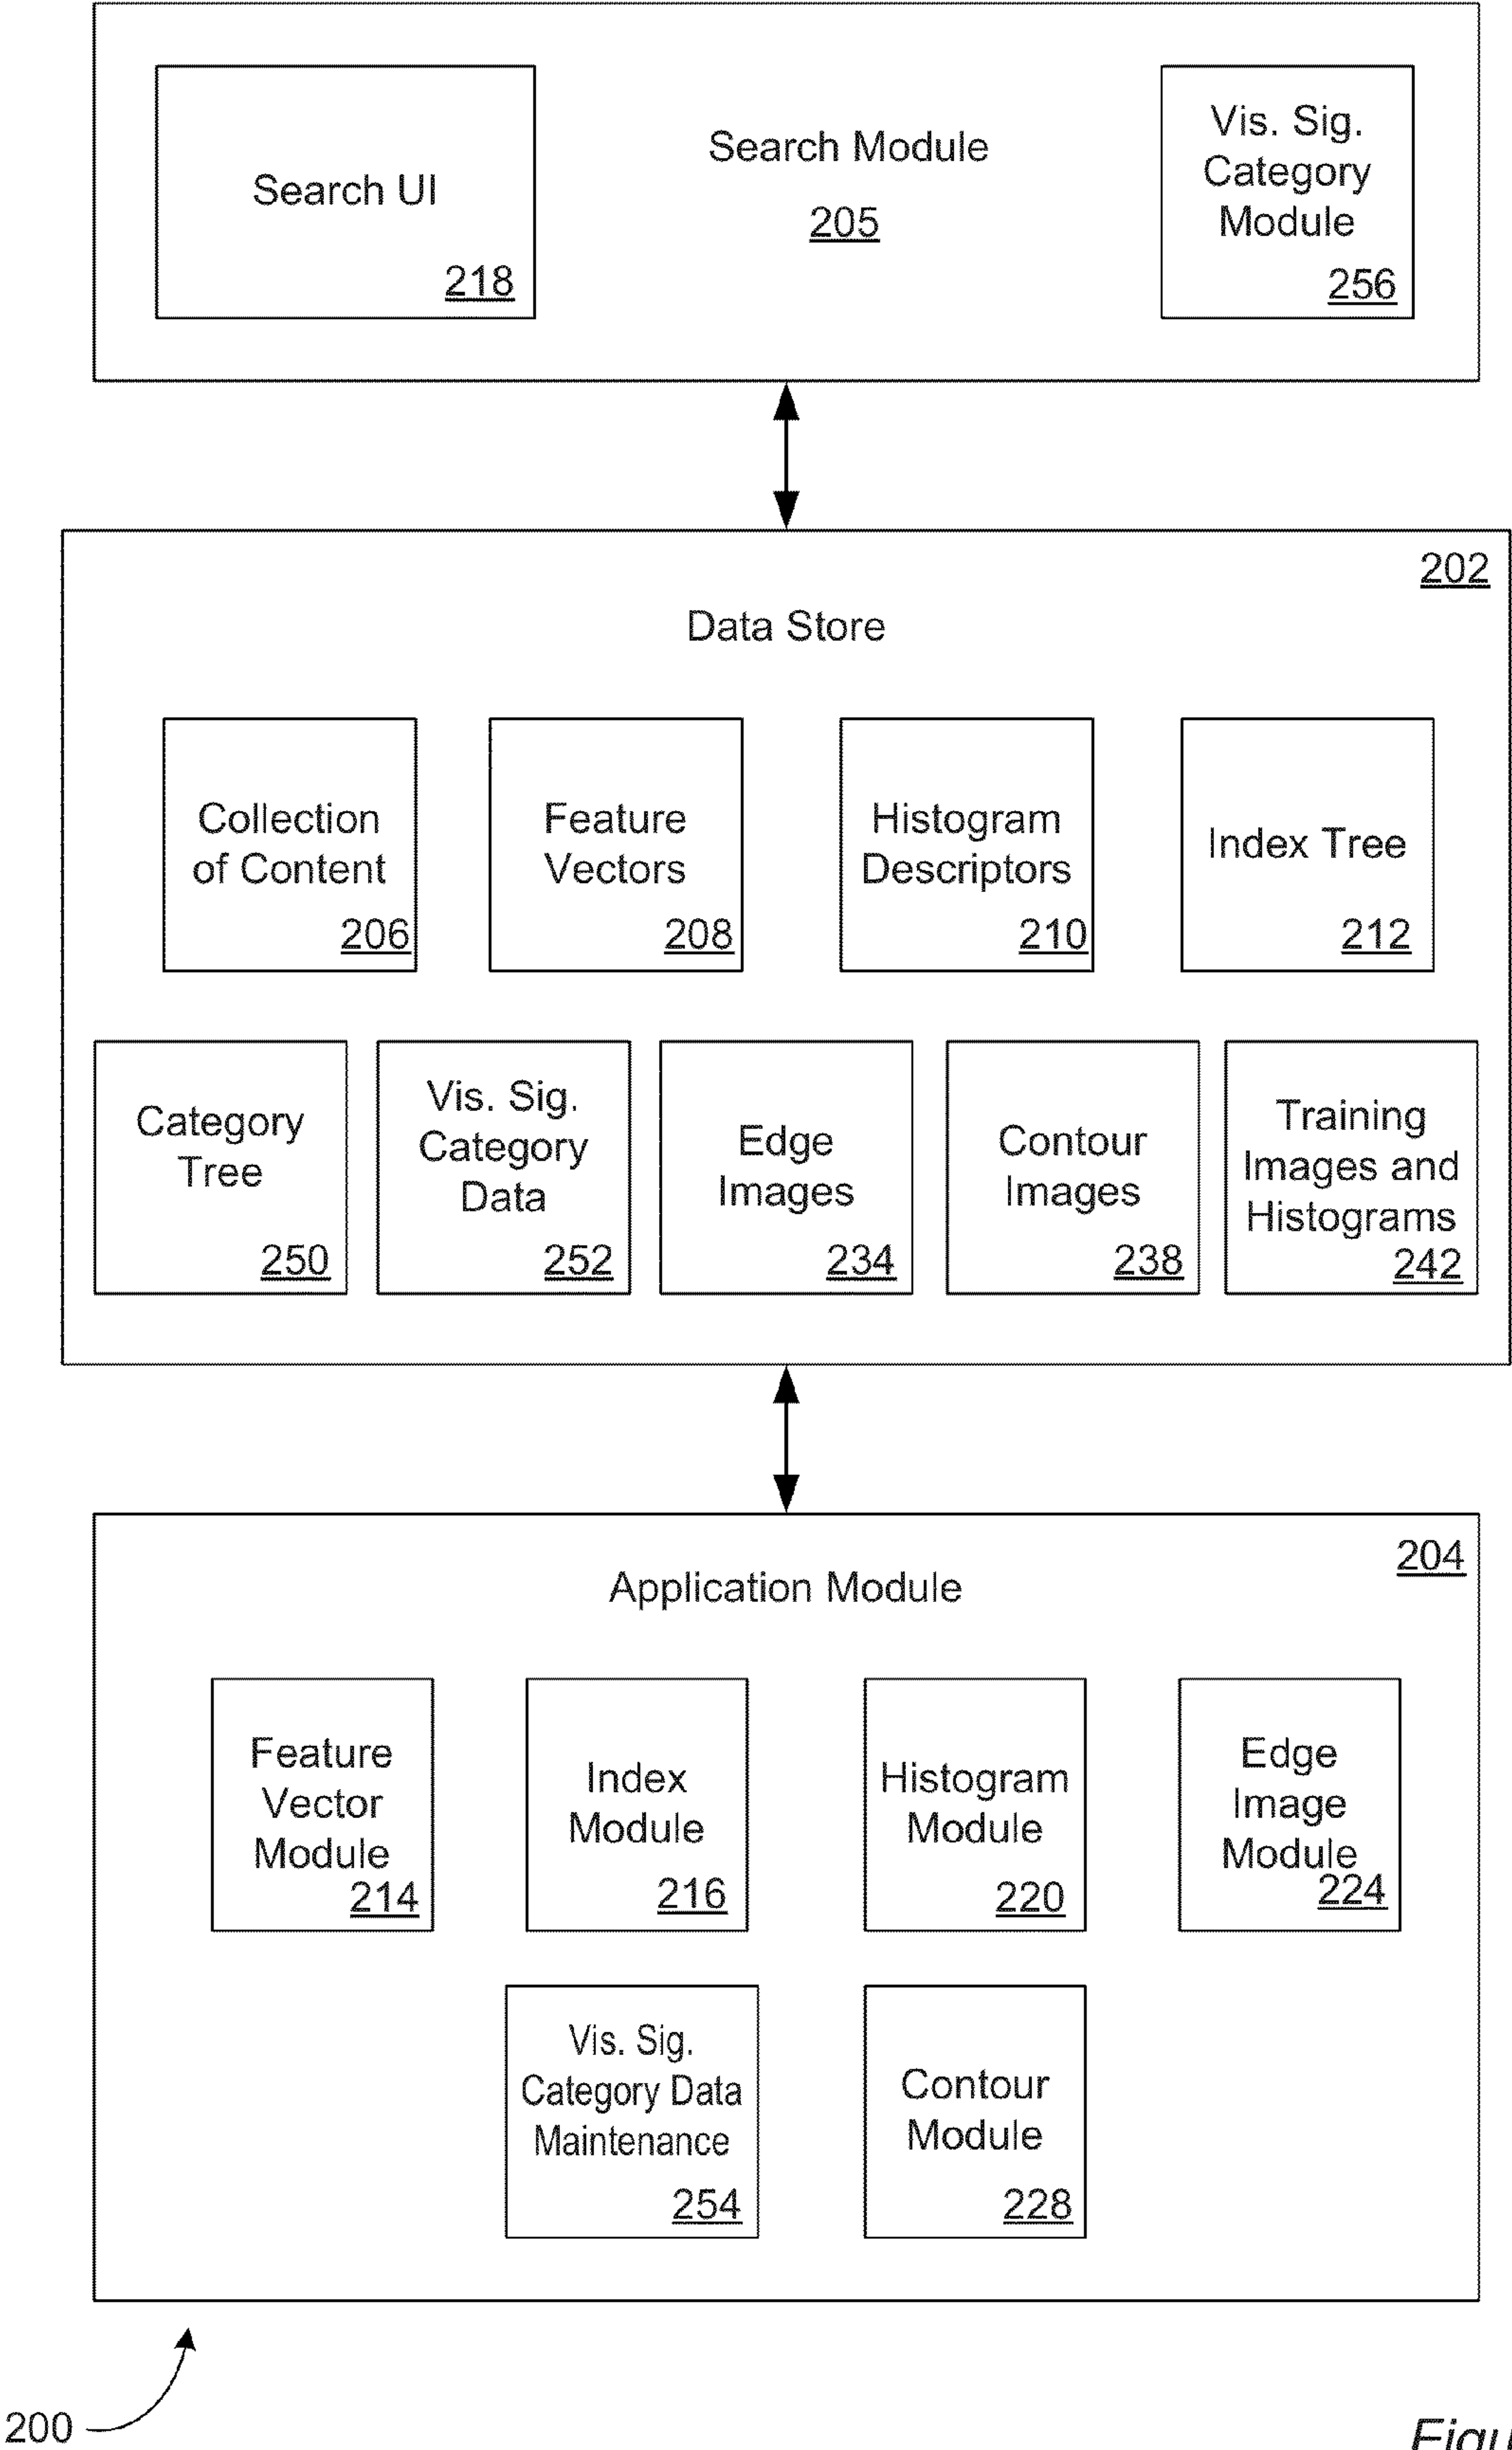 Search UI
218
Search Module
205
Vis. Sig.
Category
Module
256
202
Data Store
Collection
of Content
206
Feature
Vectors
208
Histogram
Descriptors
210
Index Tree
212
Category
Tree
250
Vis. Sig.
Category
Data
252
Edge
Images
234
Contour
Images
238
Training
Images and
Histograms
242
204
Application Module
Feature
Vector
Module
214
Index
Module
216
Histogram
Module
220
Edge
Image
Module
224
Vis. Sig.
Category Data
Maintenance
254
Contour
Module
228
200